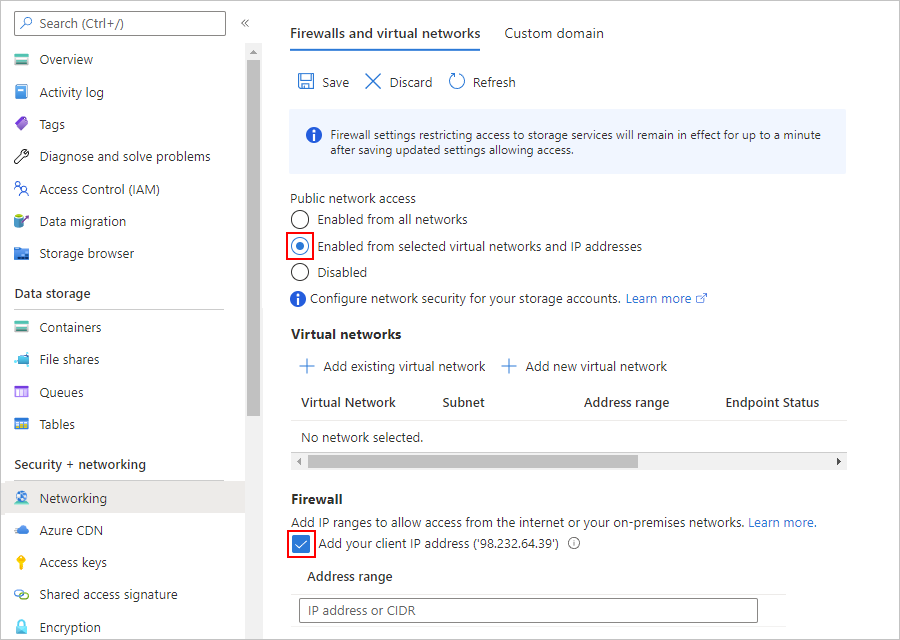 Search (Ctrl+/)
«
Overview
Activity log
Tags
Diagnose and solve problems
Access Control (IAM)
Data migration
Storage browser
Data storage
Containers
File shares
Queues
Tables
Security + networking
Networking
Azure CDN
Access keys
Shared access signature
Encryption
Firewalls and virtual networks Custom domain
Save Discard Refresh
Firewall settings restricting access to storage services will remain in effect for up to a minute
after saving updated settings allowing access.
Public network access
Enabled from all networks
Enabled from selected virtual networks and IP addresses
Disabled
Configure network security for your storage accounts. Learn more
Virtual networks
Add existing virtual network Add new virtual network
Virtual Network Subnet Address range Endpoint Status
No network selected.
Firewall
Add IP ranges to allow access from the internet or your on-premises networks. Learn more.
Add your client IP address ('98.232.64.39')
Address range
IP address or CIDR